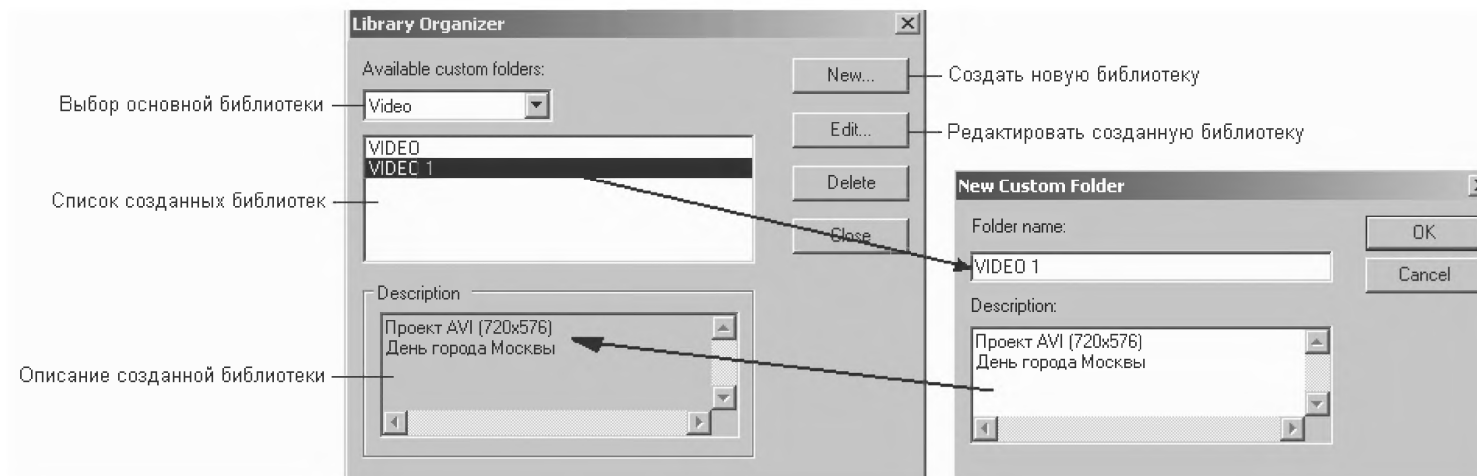 Library Organizer
Available custom folders:
New...
Создать новую библиотеку
Выбор основной библиотеки
Video
Edit...
Редактировать созданную библиотеку
VIDEO
VIDEO 1
Delete
Список созданных библиотек
Close
Description
Проект AVI (720x576)
День города Москвы
Описание созданной библиотеки
New Custom Folder
Folder name:
OK
VIDEO 1
Cancel
Description:
Проект AVI (720x576)
День города Москвы